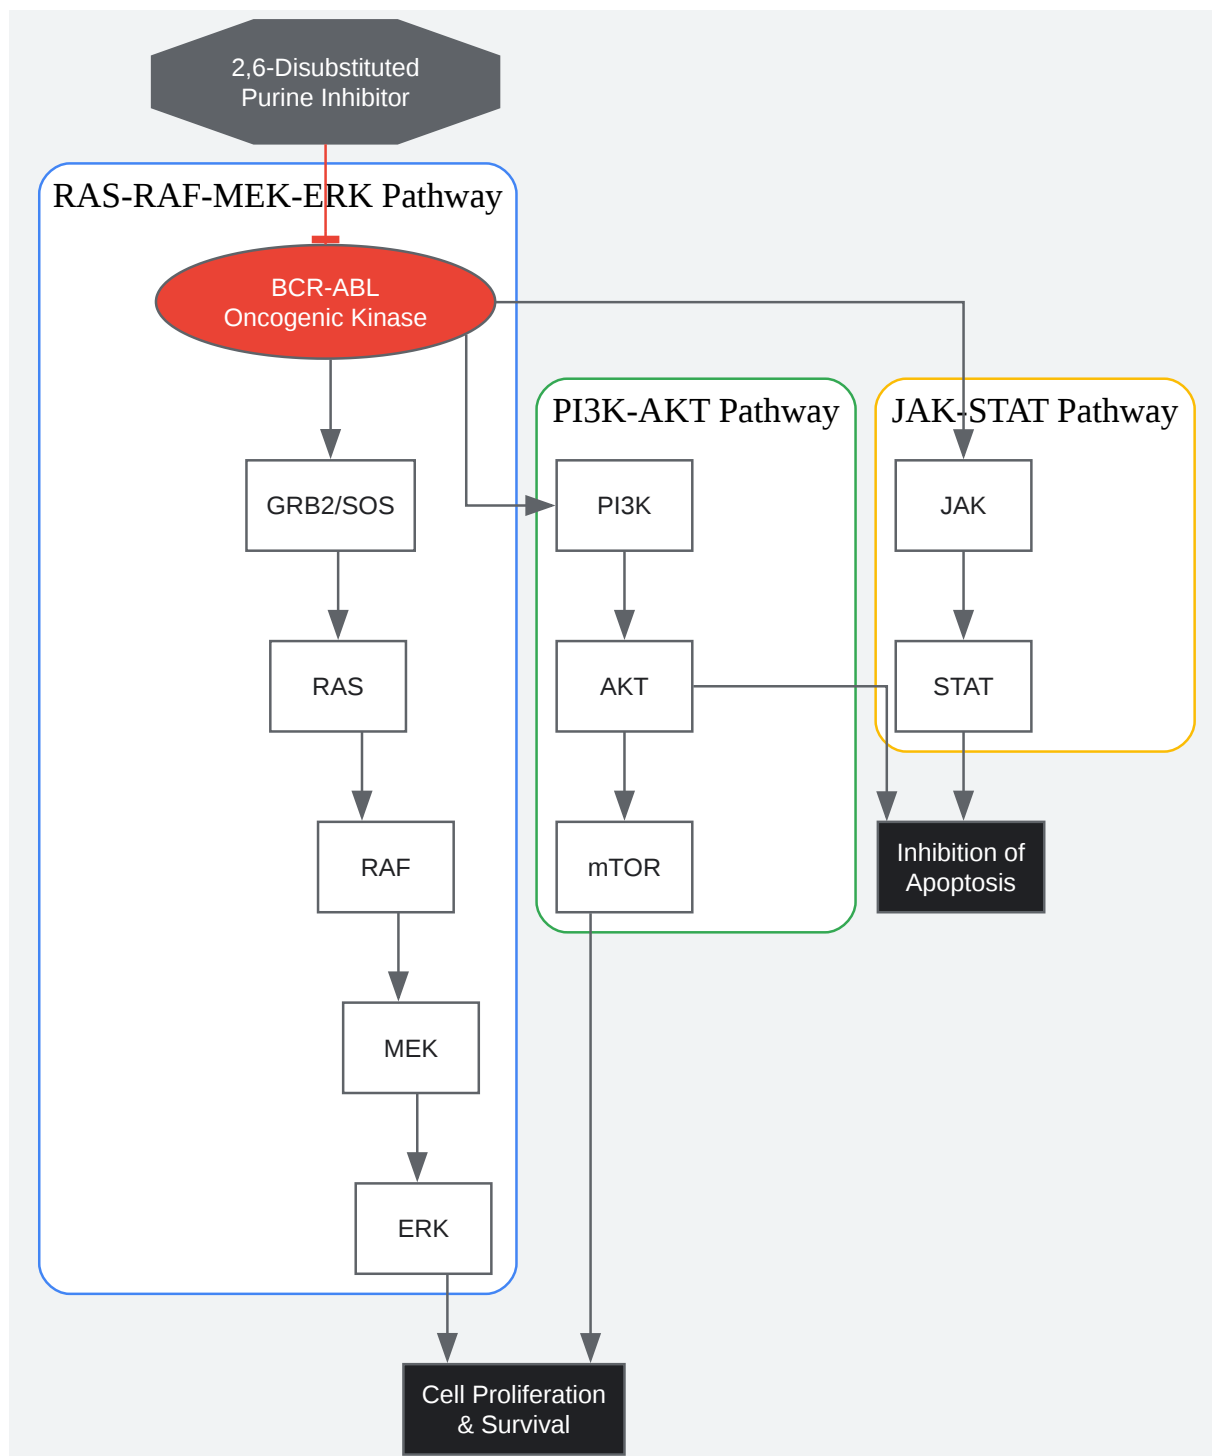 2,6-Disubstituted
Purine Inhibitor
RAS-RAF-MEK-ERK Pathway
BCR-ABL
Oncogenic Kinase
PI3K-AKT Pathway
JAK-STAT Pathway
GRB2/SOS
PI3K
JAK
RAS
AKT
STAT
RAF
mTOR
Inhibition of
Apoptosis
MEK
ERK
Cell Proliferation
& Survival